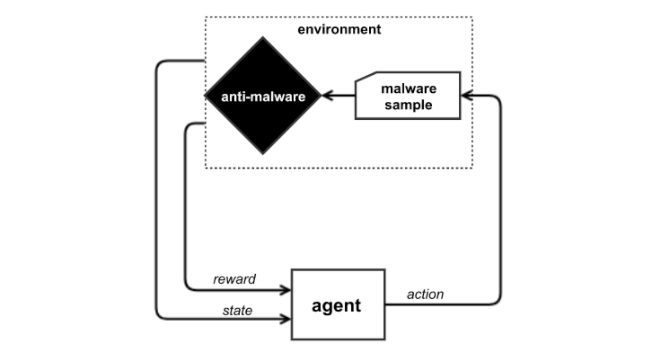 environment
anti-malware
malware
sample
reward
state
agent
action